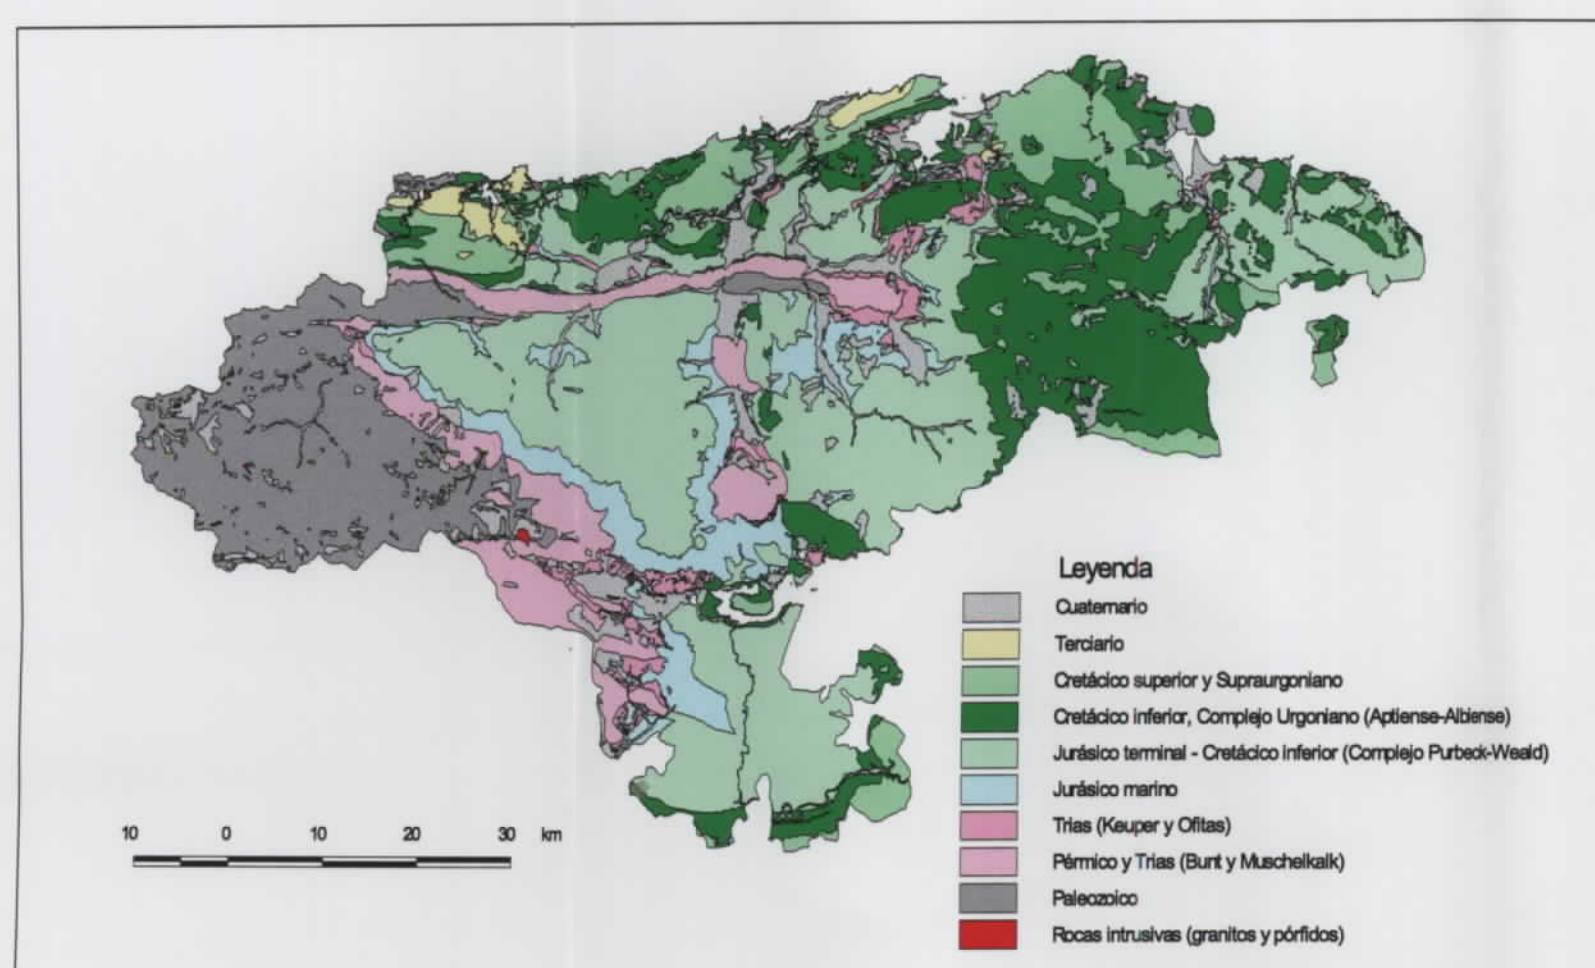 Leyenda
Cuaternario
Terciario
Cretácico superior y Supraurgoniano
Cretácico inferior, Complejo Urgoniano (Aptiense-Albiense)
Jurásico terminal - Cretácico inferior (Complejo Purbeck-Weald)
Jurásico marino
Trias (Keuper y Ofitas)
Pérmico y Trias (Bunt y Muschelkalk)
Paleozoico
Rocas intrusivas (granitos y pórfidos)
10 0 10 20 30 km